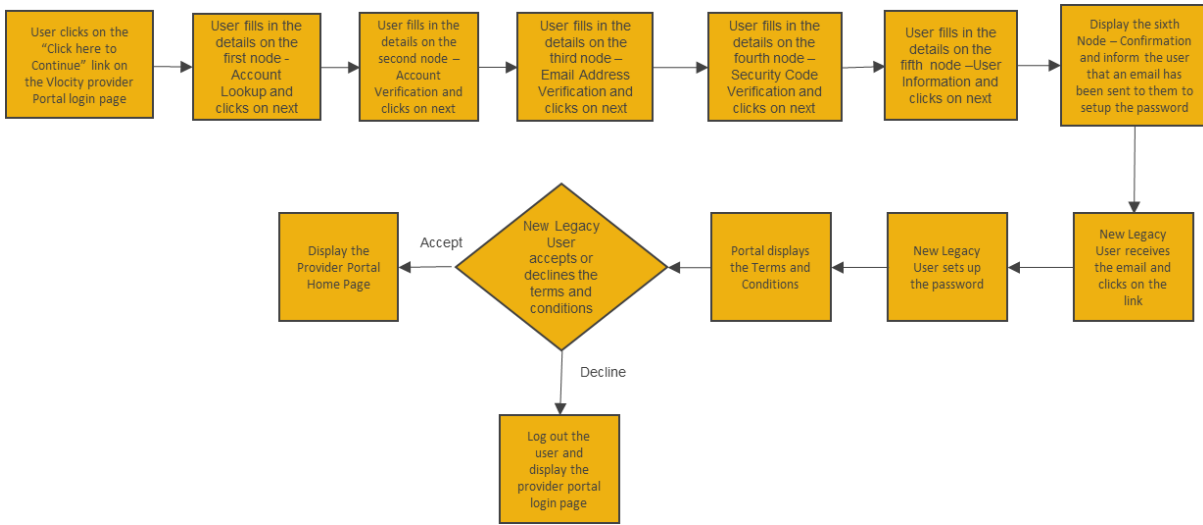 User clicks on the
“Click here to
Continue” link on
the Vlocity provider
Portal login page
User fills in the
details on the
first node -
Account
Lookup and
clicks on next
User fills in the
details on the
second node –
Account
Verification and
clicks on next
User fills in the
details on the
third node –
Email Address
Verification and
clicks on next
User fills in the
details on the
fourth node –
Security Code
Verification and
clicks on next
User fills in the
details on the
fifth node –User
Information and
clicks on next
Display the sixth
Node – Confirmation
and inform the user
that an email has
been sent to them to
setup the password
New Legacy
User receives
the email and
clicks on the
link
New Legacy
User sets up
the password
Portal displays
the Terms and
Conditions
New Legacy
User
accepts or
declines the
terms and
conditions
Accept
Display the
Provider Portal
Home Page
Decline
Log out the
user and
display the
provider portal
login page